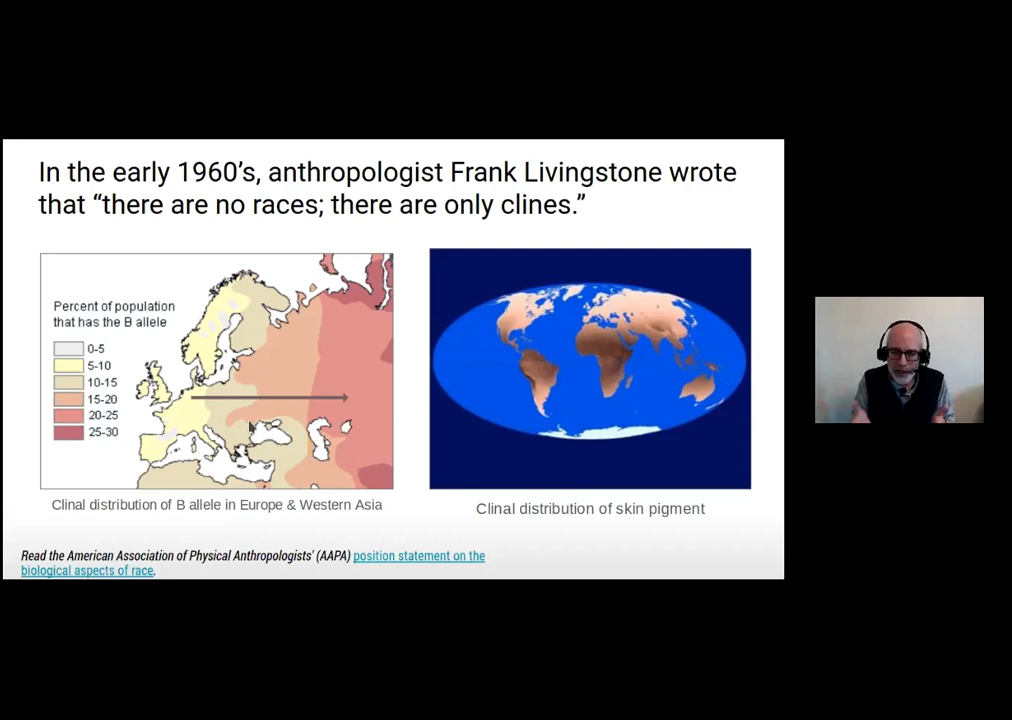 In the early 1960’s, anthropologist Frank Livingstone wrote
that “there are no races; there are only clines.”
Percent of population
that has the B allele
0-5
5-10
10-15
15-20
20-25
25-30
Clinal distribution of B allele in Europe & Western Asia
Clinal distribution of skin pigment
Read the American Association of Physical Anthropologists' (AAPA) position statement on the
biological aspects of race.